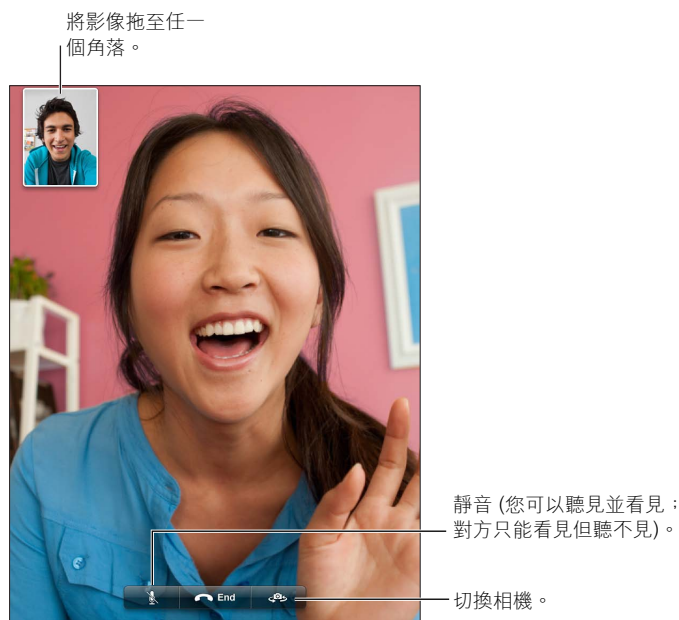 將影像拖至任一
個角落。
靜音 (您可以聽見並看見；
對方只能看見但聽不見)。
End
切換相機。